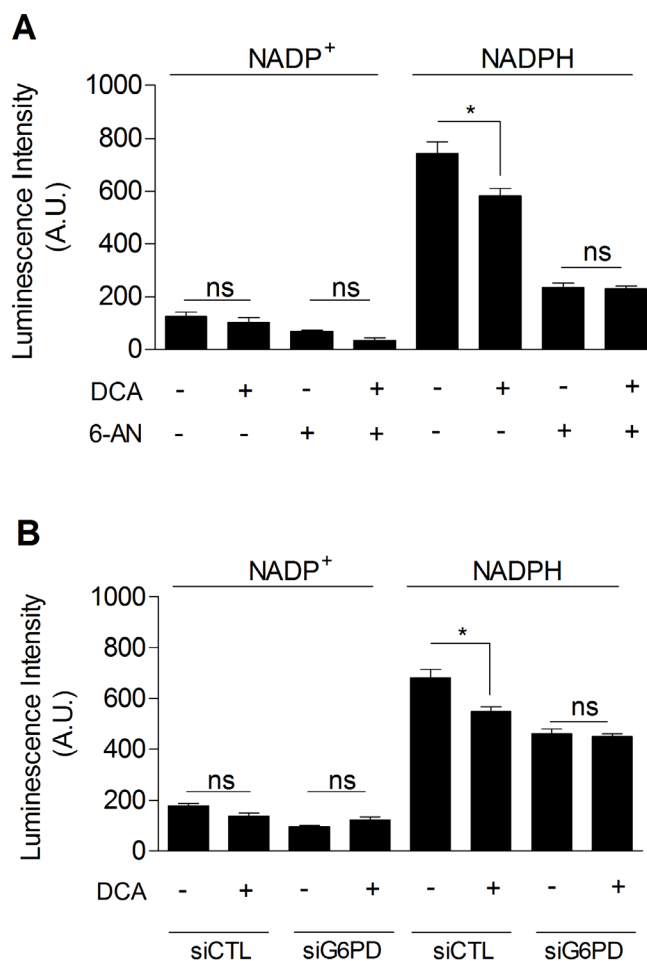 A
NADP+ NADPH
Luminescence Intensity
(A.U.)
1000
800
600
400
200
0
*
ns ns ns
DCA - + - + - + - +
6-AN - - + + - - + +
B
NADP+ NADPH
Luminescence Intensity
(A.U.)
1000
800
600
400
200
0
*
ns ns ns
DCA - + - + - + - +
siCTL siG6PD siCTL siG6PD